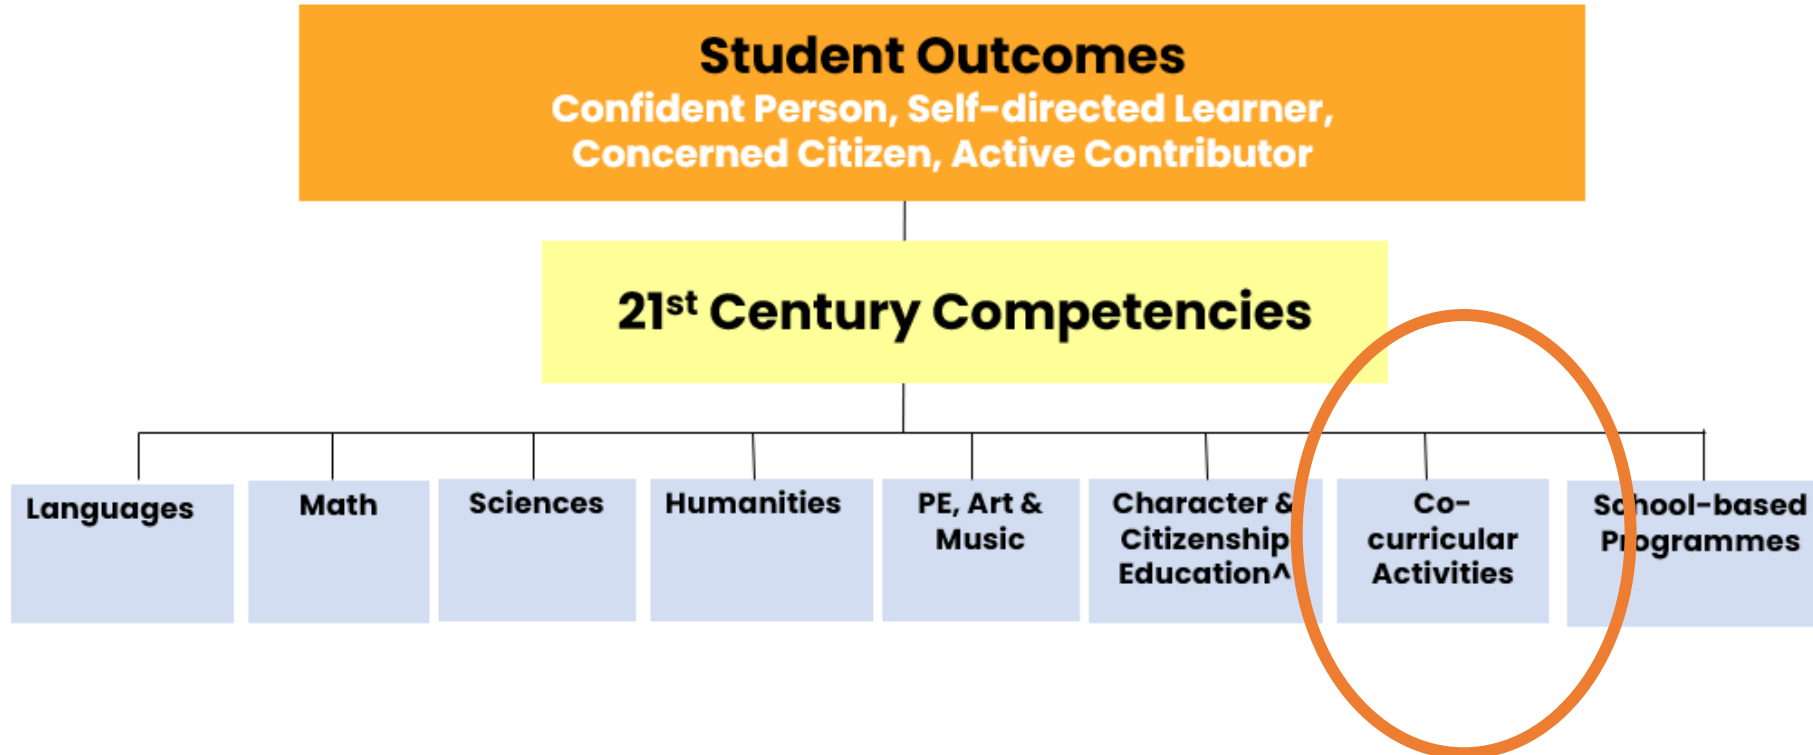 Student Outcomes
Confident Person, Self-directed Learner,
Concerned Citizen, Active Contributor
21st Century Competencies
Languages
Math
Sciences
Humanities
PE, Art &
Music
Character &
Citizenship
Education^
Co-
curricular
Activities
School-based
Programmes